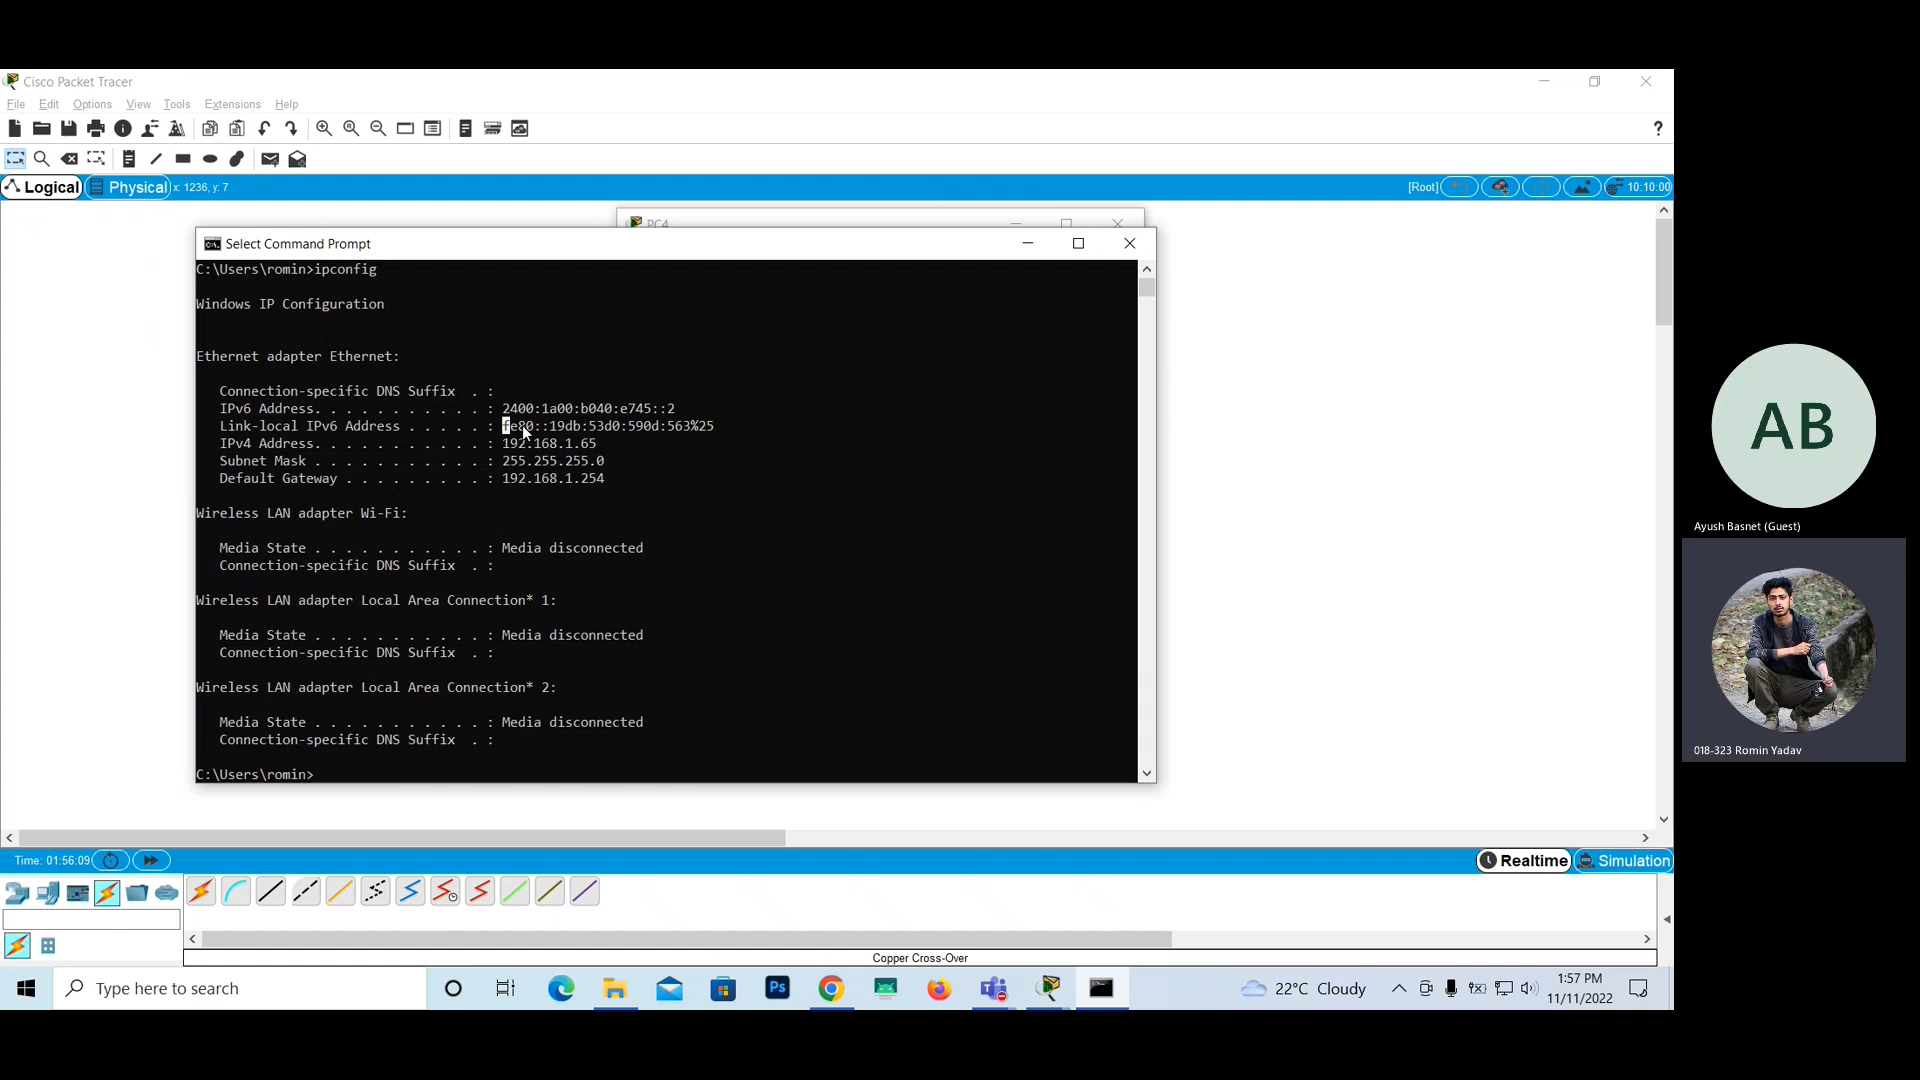 Cisco Packet Tracer
File Edit Options View Tools Extensions Help
?
Logical Physical x: 1236, y: 7 [Root] 10:10:00
PC4
Select Command Prompt
C:\Users\romin>ipconfig
Windows IP Configuration
Ethernet adapter Ethernet:
Connection-specific DNS Suffix . :
IPv6 Address. . . . . . . . . . . : 2400:1a00:b040:e745::2
Link-local IPv6 Address . . . . . : fe80::19db:53d0:590d:563%25
IPv4 Address. . . . . . . . . . . : 192.168.1.65
Subnet Mask . . . . . . . . . . . : 255.255.255.0
Default Gateway . . . . . . . . . : 192.168.1.254
Wireless LAN adapter Wi-Fi:
Media State . . . . . . . . . . . : Media disconnected
Connection-specific DNS Suffix . :
Wireless LAN adapter Local Area Connection* 1:
Media State . . . . . . . . . . . : Media disconnected
Connection-specific DNS Suffix . :
Wireless LAN adapter Local Area Connection* 2:
Media State . . . . . . . . . . . : Media disconnected
Connection-specific DNS Suffix . :
C:\Users\romin>
Time: 01:56:09 Realtime Simulation
Copper Cross-Over
Type here to search
Ps
22°C Cloudy
1:57 PM
11/11/2022
AB
Ayush Basnet (Guest)
018-323 Romin Yadav